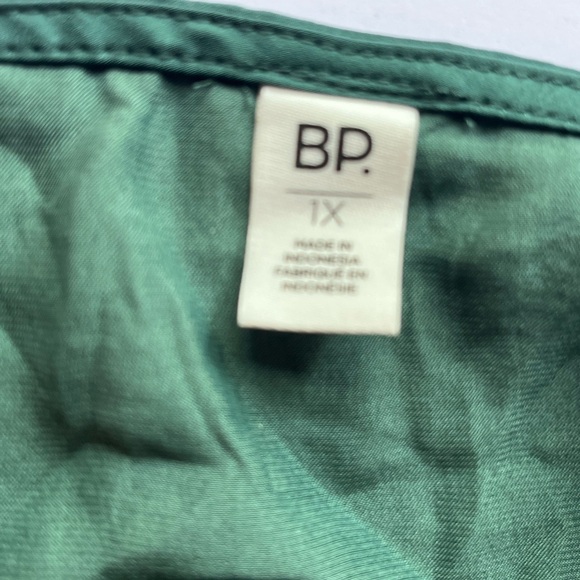 BP.
1X
MADE IN
INDONESIA
FABRIQUÉ EN
INDONÉSIE